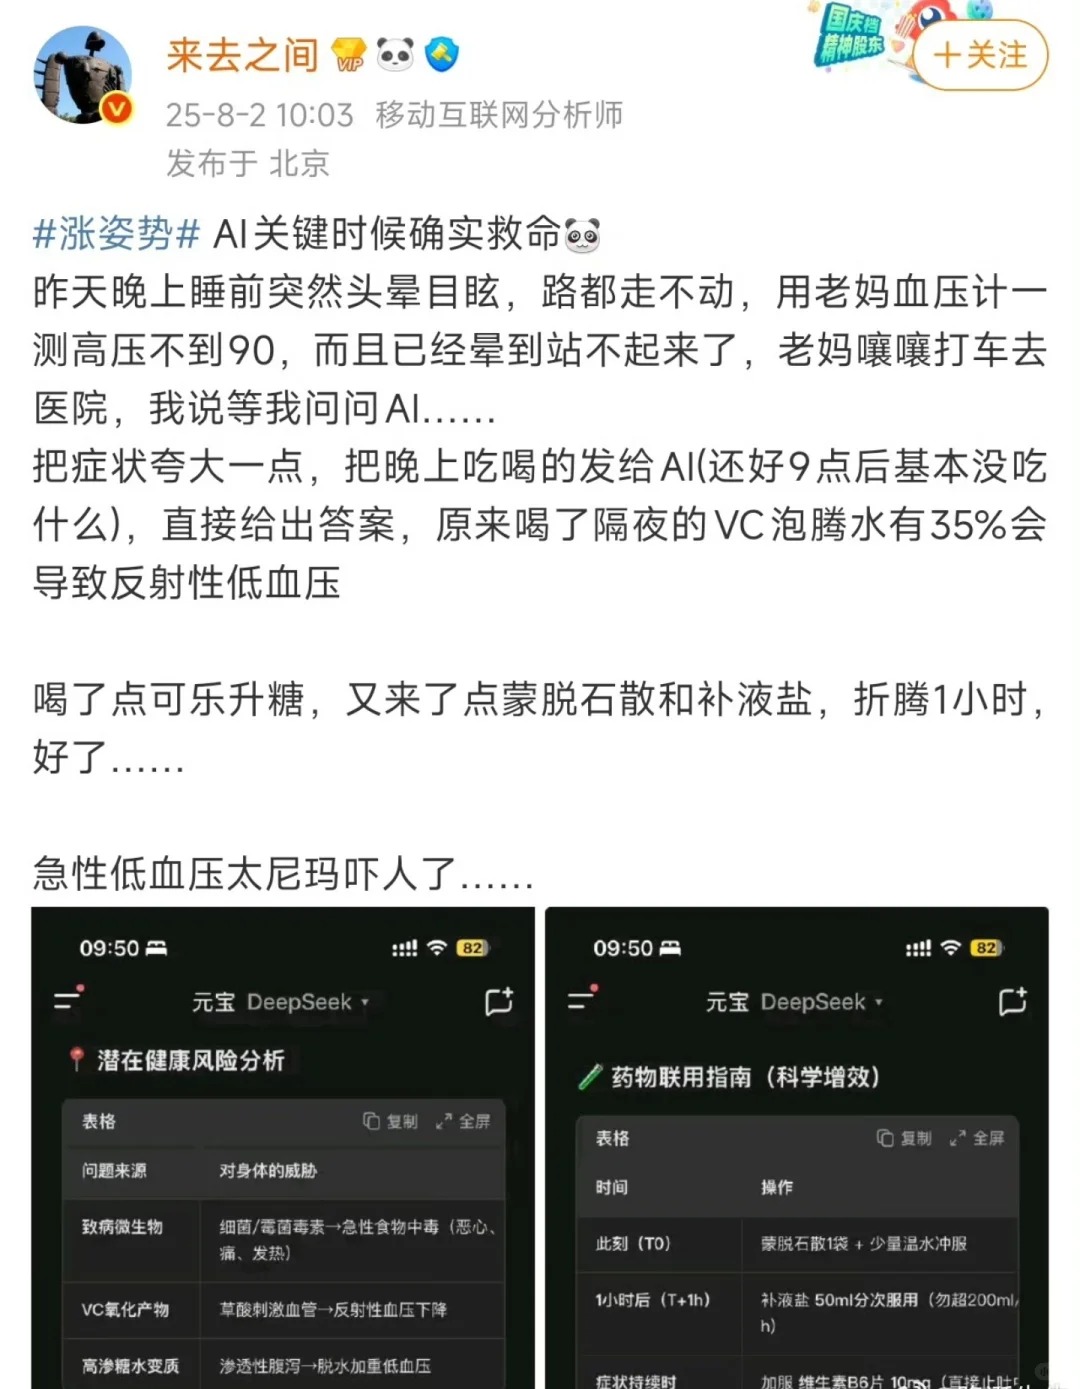 来去之间 VIP
国庆档
精神股东
+关注
25-8-2 10:03 移动互联网分析师
发布于 北京
#涨姿势# AI关键时候确实救命
昨天晚上睡前突然头晕目眩，路都走不动，用老妈血压计一
测高压不到90，而且已经晕到站不起来了，老妈嚷嚷打车去
医院，我说等我问问AI……
把症状夸大一点，把晚上吃喝的发给AI(还好9点后基本没吃
什么)，直接给出答案，原来喝了隔夜的VC泡腾水有35%会
导致反射性低血压
喝了点可乐升糖，又来了点蒙脱石散和补液盐，折腾1小时，
好了……
急性低血压太尼玛吓人了……
09:50 82
元宝 DeepSeek
潜在健康风险分析
表格 复制 全屏
问题来源 对身体的威胁
致病微生物 细菌/霉菌毒素→急性食物中毒（恶心、
痛、发热）
VC氧化产物 草酸刺激血管→反射性血压下降
高渗糖水变质 渗透性腹泻→脱水加重低血压
09:50 82
元宝 DeepSeek
药物联用指南（科学增效）
表格 复制 全屏
时间 操作
此刻（T0） 蒙脱石散1袋 + 少量温水冲服
1小时后（T+1h） 补液盐 50ml分次服用（勿超200ml/
h）
症状持续时 加服 维生素B6片 10mg（直接止吐